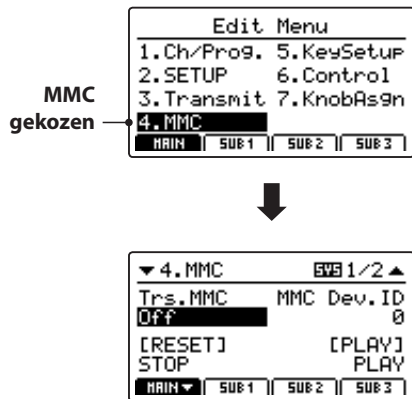 Edit Menu
1.Ch/Prog. 5.KeySetup
2.SETUP 6.Control
3.Transmit 7.KnobAsgn
4.MMC
MAIN SUB1 SUB2 SUB3
MMC
gekozen
▼4.MMC SYS 1/2▲
Trs.MMC MMC Dev.ID
Off 0
[RESET] [PLAY]
STOP PLAY
MAIN▼ SUB1 SUB2 SUB3